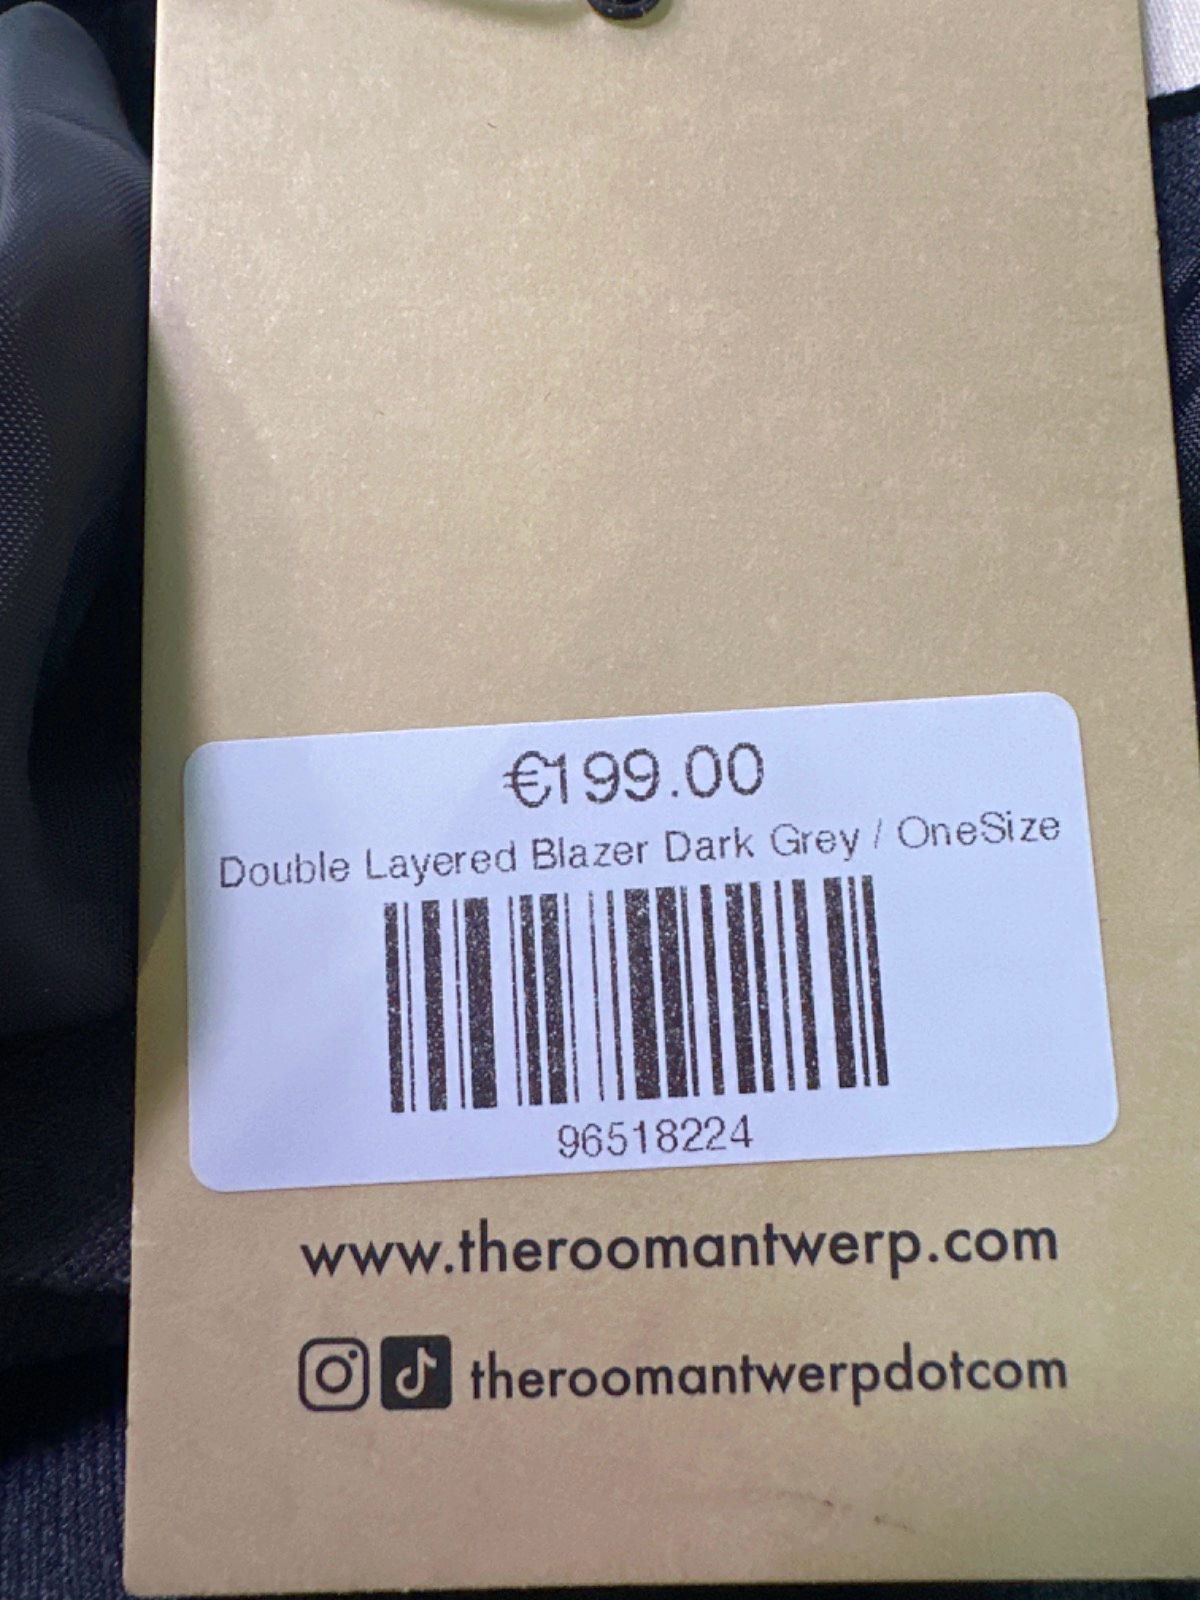 €199.00
Double Layered Blazer Dark Grey / OneSize
96518224
www.theroomantwerp.com
theroomantwerpdotcom